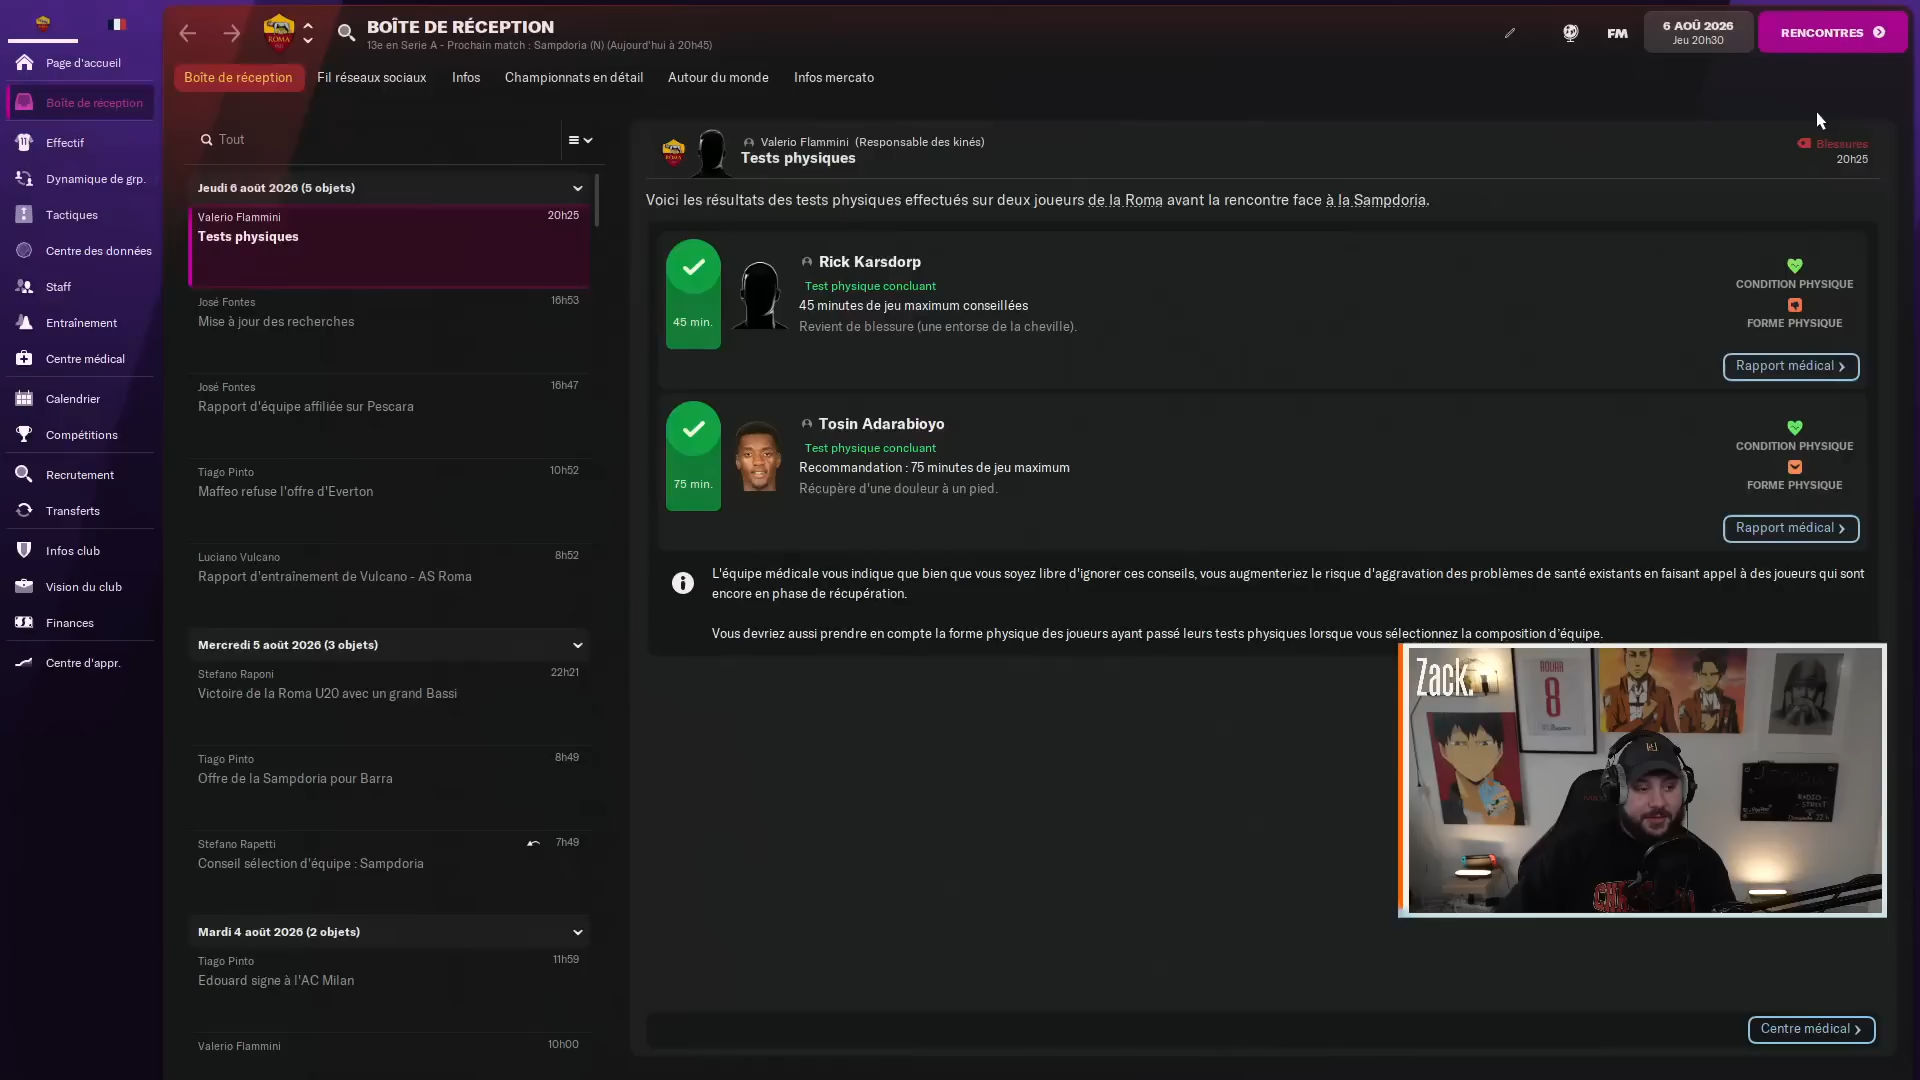 BOÎTE DE RÉCEPTION
13e en Serie A - Prochain match : Sampdoria (N) (Aujourd'hui à 20h45)
FM
6 AOÛ 2026
Jeu 20h30
RENCONTRES
Boîte de réception
Fil réseaux sociaux
Infos
Championnats en détail
Autour du monde
Infos mercato
Page d'accueil
Boîte de réception
Effectif
Dynamique de grp.
Tactiques
Centre des données
Staff
Entraînement
Centre médical
Calendrier
Compétitions
Recrutement
Transferts
Infos club
Vision du club
Finances
Centre d'appr.
Tout
Jeudi 6 août 2026 (5 objets)
Valerio Flammini 20h25
Tests physiques
José Fontes 16h53
Mise à jour des recherches
José Fontes 16h47
Rapport d'équipe affiliée sur Pescara
Tiago Pinto 10h52
Maffeo refuse l'offre d'Everton
Luciano Vulcano 8h52
Rapport d'entraînement de Vulcano - AS Roma
Mercredi 5 août 2026 (3 objets)
Stefano Raponi 22h21
Victoire de la Roma U20 avec un grand Bassi
Tiago Pinto 8h49
Offre de la Sampdoria pour Barra
Stefano Rapetti 7h49
Conseil sélection d'équipe : Sampdoria
Mardi 4 août 2026 (2 objets)
Tiago Pinto 11h59
Edouard signe à l'AC Milan
Valerio Flammini 10h00
Valerio Flammini (Responsable des kinés)
Tests physiques
Blessures
20h25
Voici les résultats des tests physiques effectués sur deux joueurs de la Roma avant la rencontre face à la Sampdoria.
Rick Karsdorp
Test physique concluant
45 minutes de jeu maximum conseillées
Revient de blessure (une entorse de la cheville).
45 min.
CONDITION PHYSIQUE
FORME PHYSIQUE
Rapport médical
Tosin Adarabioyo
Test physique concluant
Recommandation : 75 minutes de jeu maximum
Récupère d'une douleur à un pied.
75 min.
CONDITION PHYSIQUE
FORME PHYSIQUE
Rapport médical
L'équipe médicale vous indique que bien que vous soyez libre d'ignorer ces conseils, vous augmenteriez le risque d'aggravation des problèmes de santé existants en faisant appel à des joueurs qui sont
encore en phase de récupération.
Vous devriez aussi prendre en compte la forme physique des joueurs ayant passé leurs tests physiques lorsque vous sélectionnez la composition d'équipe.
Zack.
8
RADIO -
STREET
Centre médical